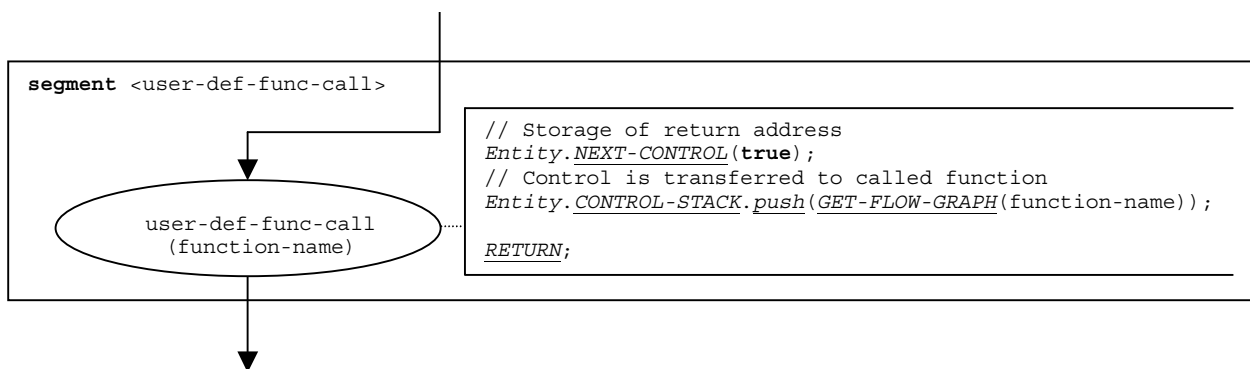 segment <user-def-func-call>
// Storage of return address
Entity.NEXT-CONTROL(true);
// Control is transferred to called function
Entity.CONTROL-STACK.push(GET-FLOW-GRAPH(function-name));
RETURN;
user-def-func-call
(function-name)